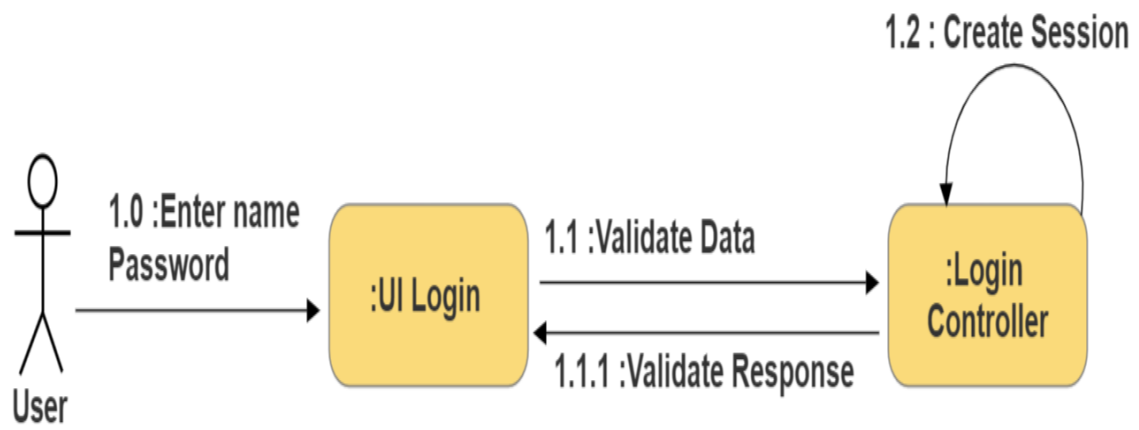 1.2 : Create Session
1.0 :Enter name
Password
1.1 :Validate Data
:UI Login
:Login
Controller
1.1.1 :Validate Response
User